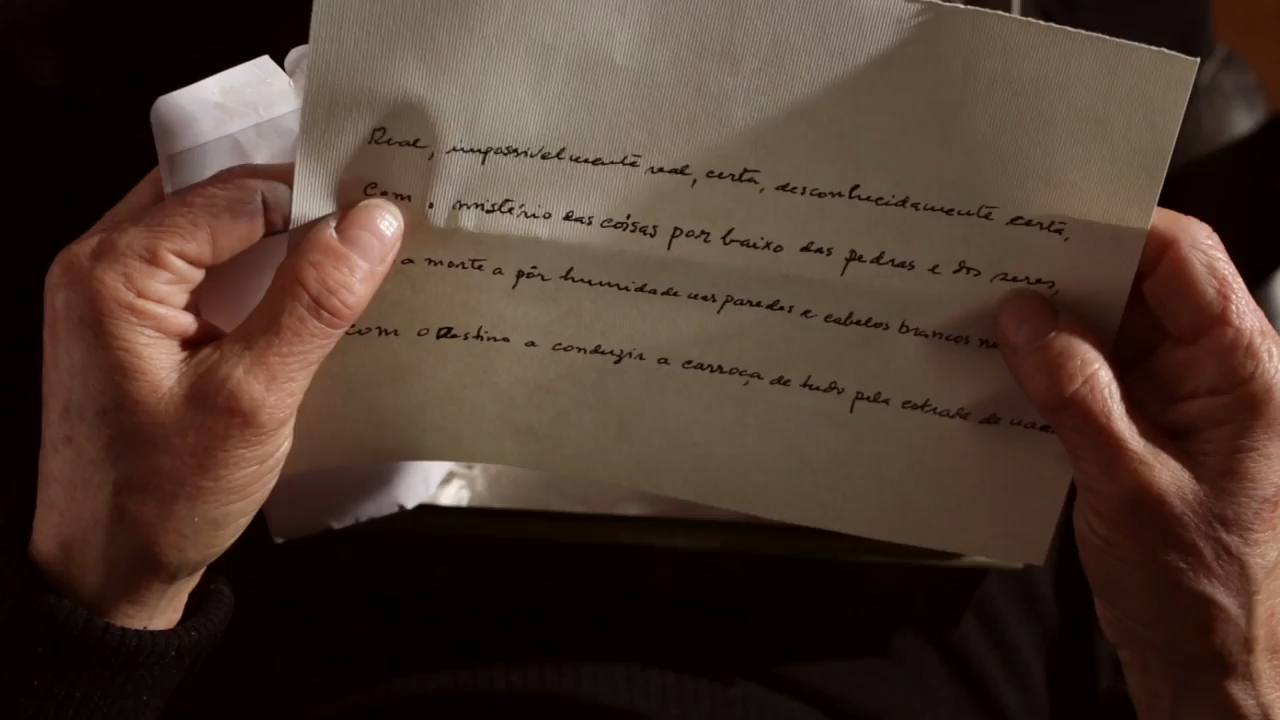 Real, impossivelmente real, certa, desconhecidamente certa,
Com o mistério das coisas por baixo das pedras e dos seres,
a morte a pôr humidade nas paredes e cabelos brancos
com o Destino a conduzir a carroça de tudo pela estrada de